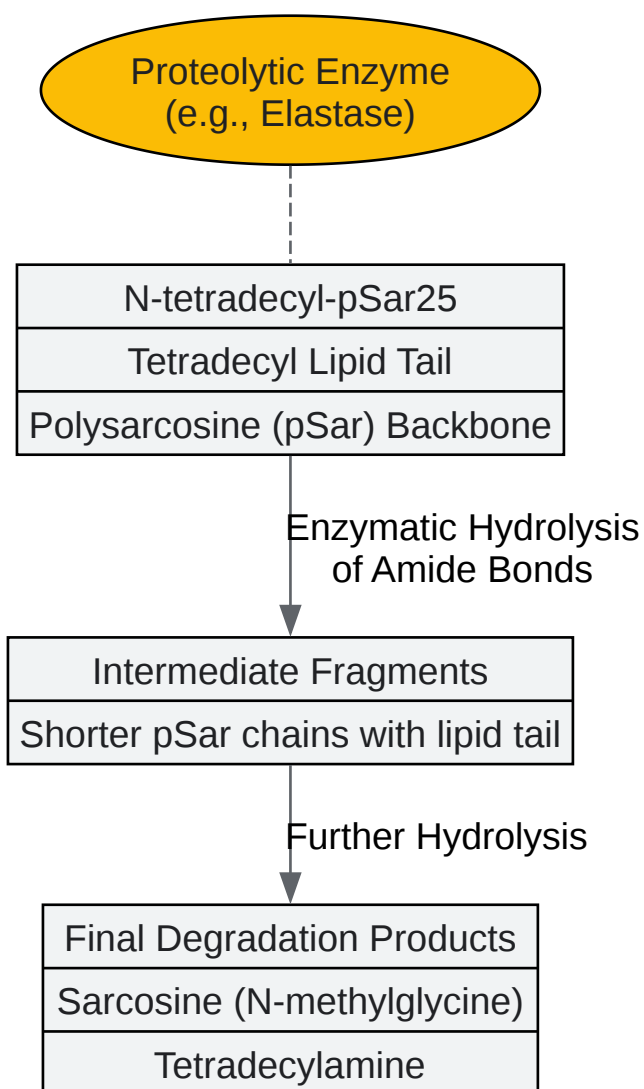 Proteolytic Enzyme
(e.g., Elastase)
N-tetradecyl-pSar25
Tetradecyl Lipid Tail
Polysarcosine (pSar) Backbone
Enzymatic Hydrolysis
of Amide Bonds
Intermediate Fragments
Shorter pSar chains with lipid tail
Further Hydrolysis
Final Degradation Products
Sarcosine (N-methylglycine)
Tetradecylamine